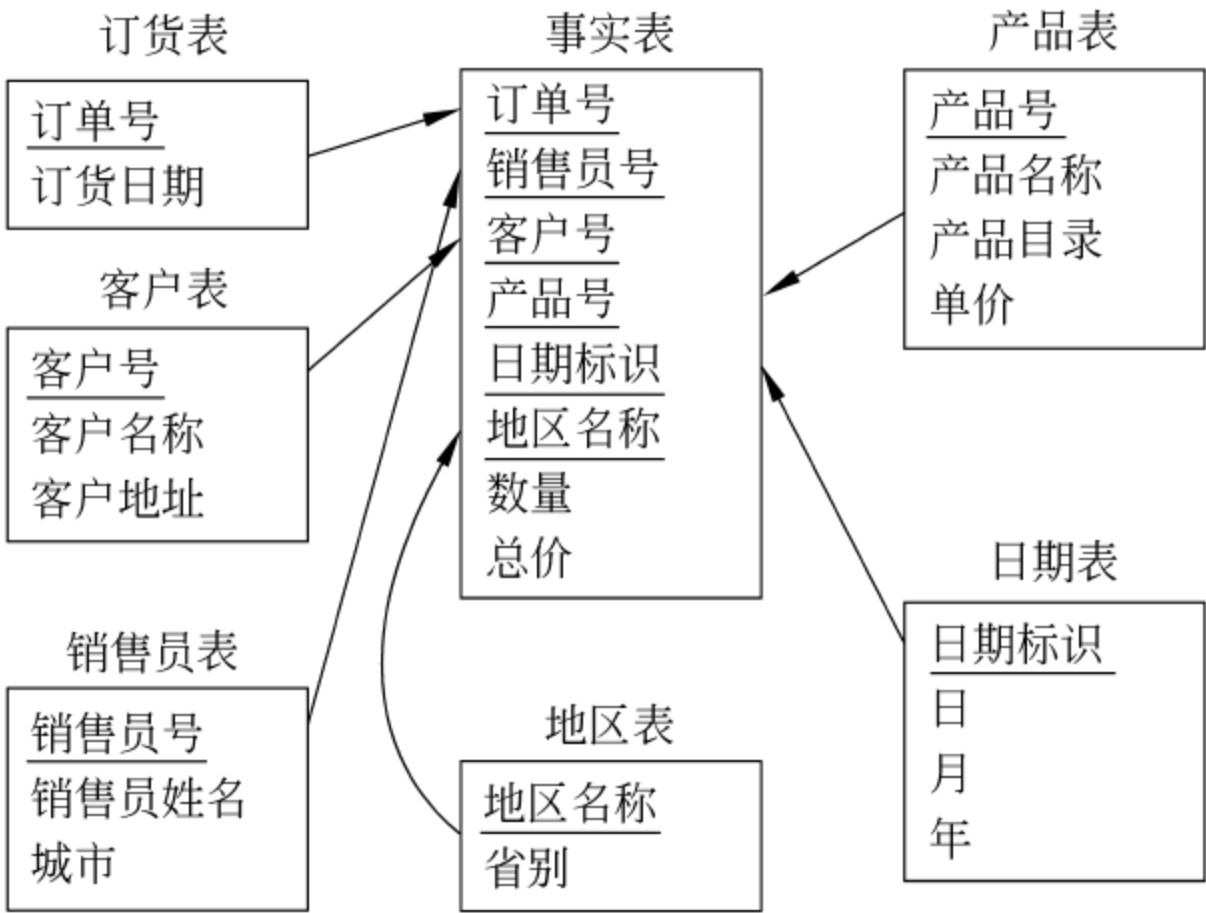 订货表
订单号
订货日期
客户表
客户号
客户名称
客户地址
销售员表
销售员号
销售员姓名
城市
事实表
订单号
销售员号
客户号
产品号
日期标识
地区名称
数量
总价
地区表
地区名称
省别
产品表
产品号
产品名称
产品目录
单价
日期表
日期标识
日
月
年